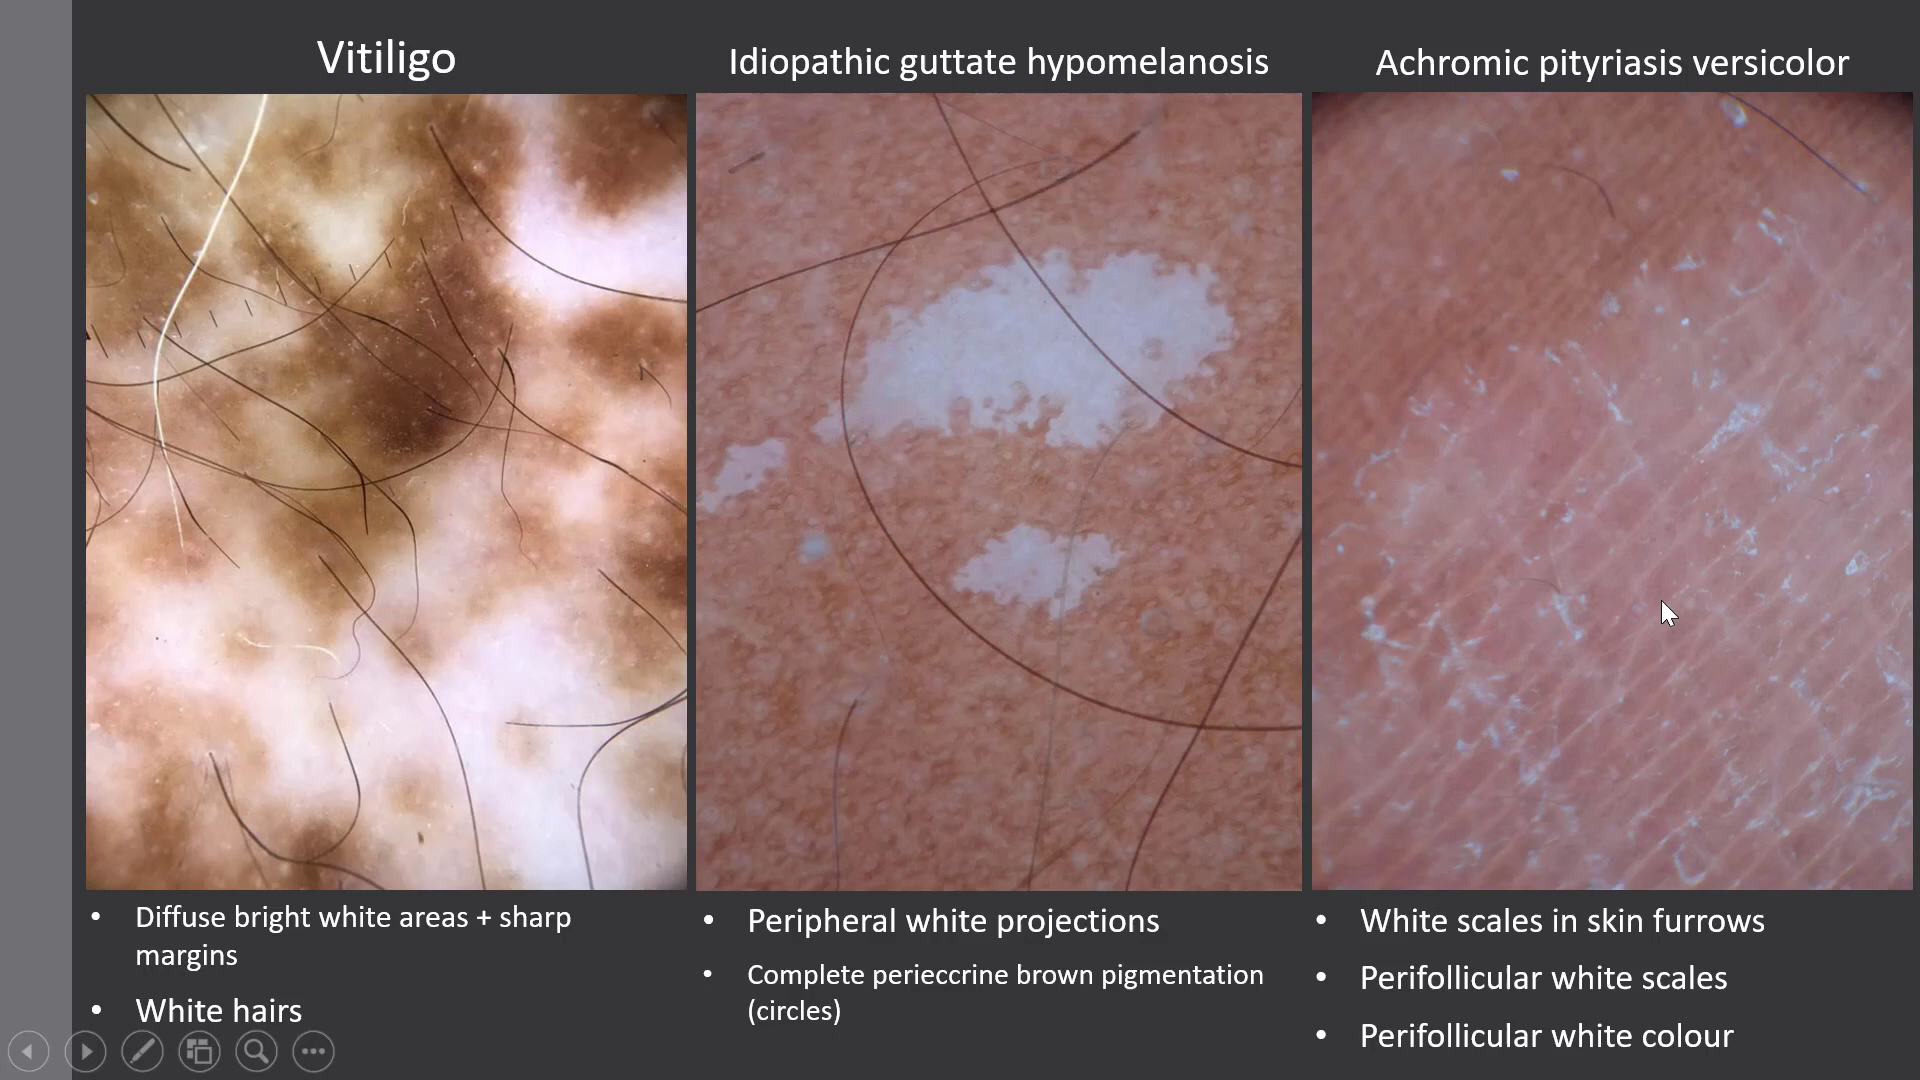 Vitiligo
Idiopathic guttate hypomelanosis
Achromic pityriasis versicolor
• Diffuse bright white areas + sharp
margins
• White hairs
• Peripheral white projections
• Complete perieccrine brown pigmentation
(circles)
• White scales in skin furrows
• Perifollicular white scales
• Perifollicular white colour